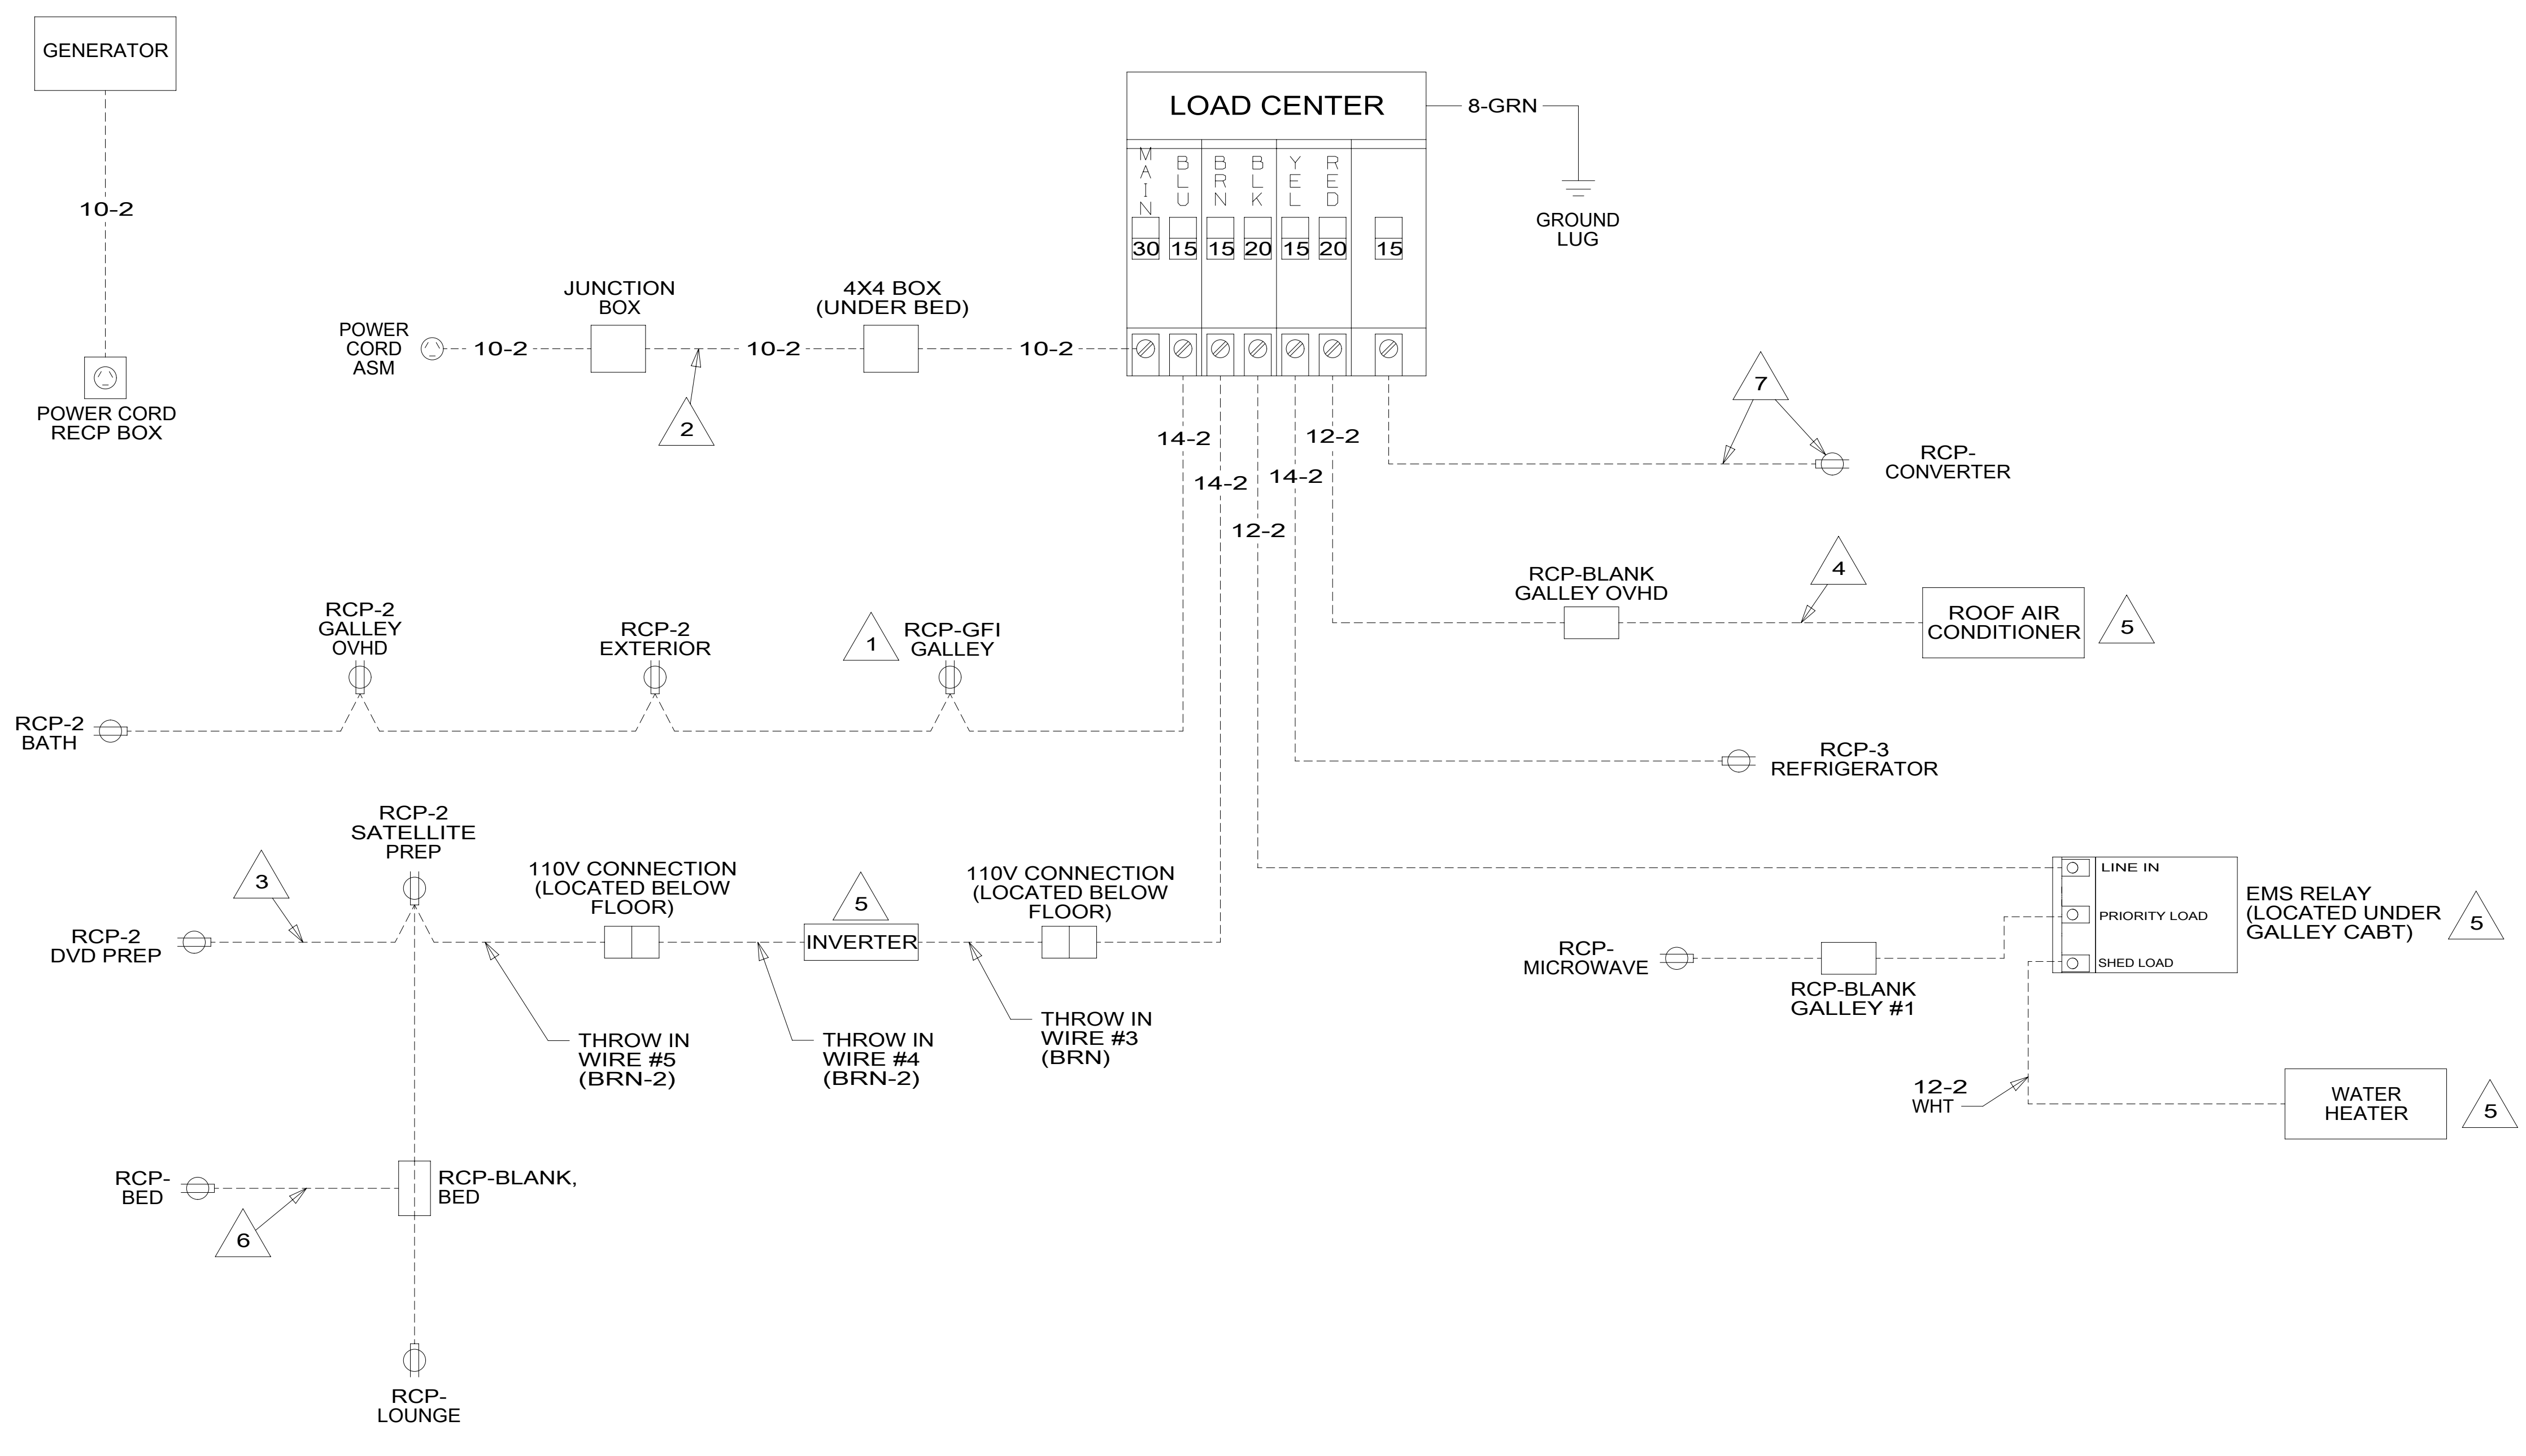 GENERATOR
10-2
POWER CORD
RECP BOX
LOAD CENTER
8-GRN
GROUND
LUG
MAIN
BLU
BRN
BLK
YEL
RED
30
15
15
20
15
20
15
POWER
CORD
ASM
10-2
JUNCTION
BOX
10-2
2
4X4 BOX
(UNDER BED)
10-2
14-2
14-2
12-2
14-2
12-2
7
RCP-
CONVERTER
RCP-BLANK
GALLEY OVHD
4
ROOF AIR
CONDITIONER
5
RCP-2
GALLEY
OVHD
RCP-2
EXTERIOR
1
RCP-GFI
GALLEY
RCP-2
BATH
RCP-3
REFRIGERATOR
RCP-2
SATELLITE
PREP
3
RCP-2
DVD PREP
110V CONNECTION
(LOCATED BELOW
FLOOR)
5
INVERTER
110V CONNECTION
(LOCATED BELOW
FLOOR)
THROW IN
WIRE #5
(BRN-2)
THROW IN
WIRE #4
(BRN-2)
THROW IN
WIRE #3
(BRN)
LINE IN
PRIORITY LOAD
SHED LOAD
EMS RELAY
(LOCATED UNDER
GALLEY CABT)
5
RCP-
MICROWAVE
RCP-BLANK
GALLEY #1
12-2
WHT
WATER
HEATER
5
RCP-
BED
6
RCP-BLANK,
BED
RCP-
LOUNGE